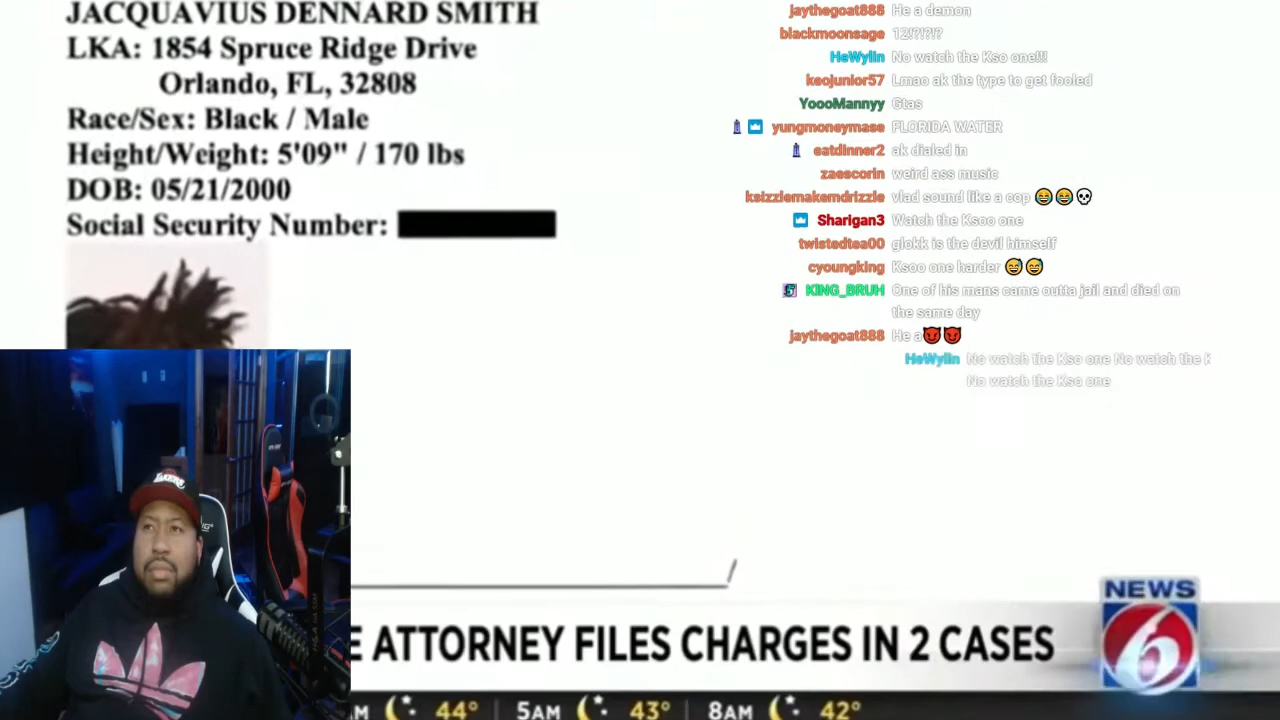 JACQUAVIUS DENNARD SMITH
LKA: 1854 Spruce Ridge Drive
Orlando, FL, 32808
Race/Sex: Black / Male
Height/Weight: 5'09" / 170 lbs
DOB: 05/21/2000
Social Security Number:
jaythegoat888 He a demon
blackmoonsage 12!?!?!?
HeWylin No watch the Kso one!!!
keojunior57 Lmao ak the type to get fooled
YoooMannyy Gtas
yungmoneymase FLORIDA WATER
eatdinner2 ak dialed in
zaescorin weird ass music
ksizzlemakemdrizzle vlad sound like a cop 😂😂💀
Sharigan3 Watch the Ksoo one
twistedtea00 glokk is the devil himself
cyoungking Ksoo one harder 😅😅
KING_BRUH One of his mans came outta jail and died on
the same day
jaythegoat888 He a😈😈
HeWylin No watch the Kso one No watch the K
No watch the Kso one
E ATTORNEY FILES CHARGES IN 2 CASES
NEWS
6
M 44° 5AM 43° 8AM 42°